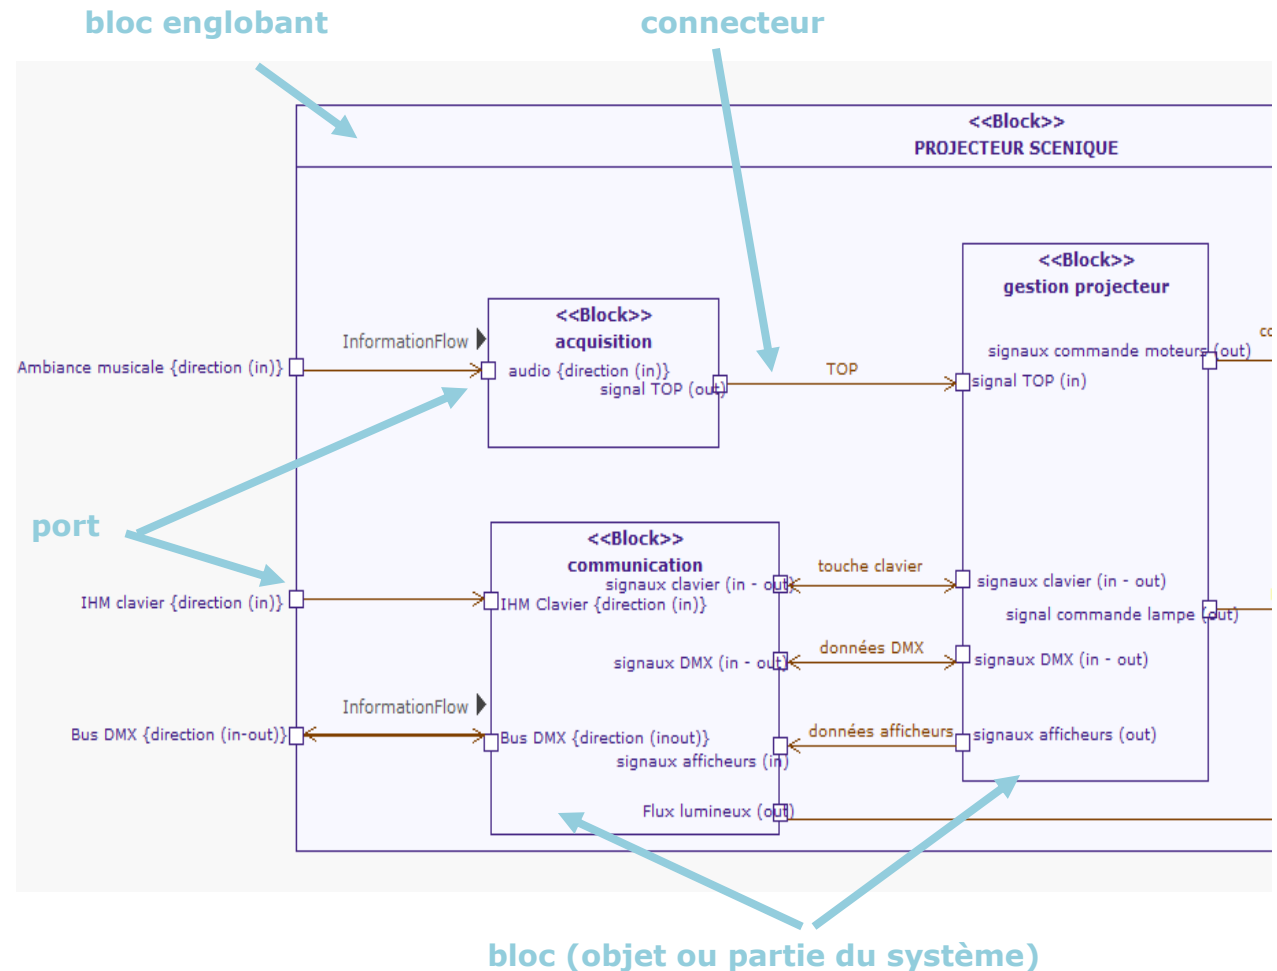 bloc englobant
connecteur
<<Block>>
PROJECTEUR SCENIQUE
<<Block>>
gestion projecteur
<<Block>>
acquisition
InformationFlow
Ambiance musicale {direction (in)}
audio {direction (in)}
signal TOP (out)
TOP
signal TOP (in)
signaux commande moteurs (out)
co
port
<<Block>>
communication
signaux clavier (in - out)
touche clavier
signaux clavier (in - out)
IHM clavier {direction (in)}
IHM Clavier {direction (in)}
signal commande lampe (out)
signaux DMX (in - out)
données DMX
signaux DMX (in - out)
InformationFlow
Bus DMX {direction (in-out)}
Bus DMX {direction (inout)}
données afficheurs
signaux afficheurs (out)
signaux afficheurs (in)
Flux lumineux (out)
bloc (objet ou partie du système)